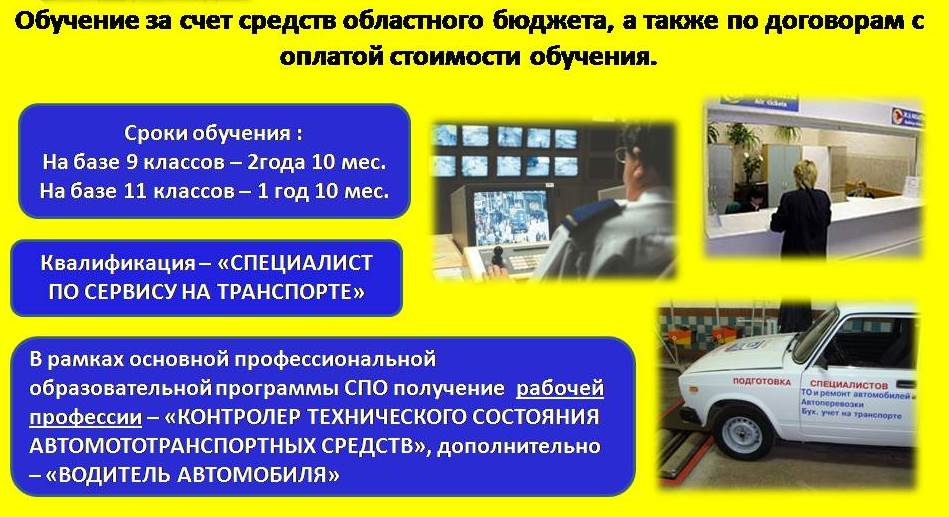 Обучение за счет средств областного бюджета, а также по договорам с
оплатой стоимости обучения.
Сроки обучения :
На базе 9 классов – 2года 10 мес.
На базе 11 классов – 1 год 10 мес.
Квалификация – «СПЕЦИАЛИСТ
ПО СЕРВИСУ НА ТРАНСПОРТЕ»
В рамках основной профессиональной
образовательной программы СПО получение рабочей
профессии – «КОНТРОЛЕР ТЕХНИЧЕСКОГО СОСТОЯНИЯ
АВТОМОТОТРАНСПОРТНЫХ СРЕДСТВ», дополнительно
– «ВОДИТЕЛЬ АВТОМОБИЛЯ»
Air tickets
ПОДГОТОВКА СПЕЦИАЛИСТОВ
ТО и ремонт автомобилей
Автоперевозки
Бух. учет на транспорте